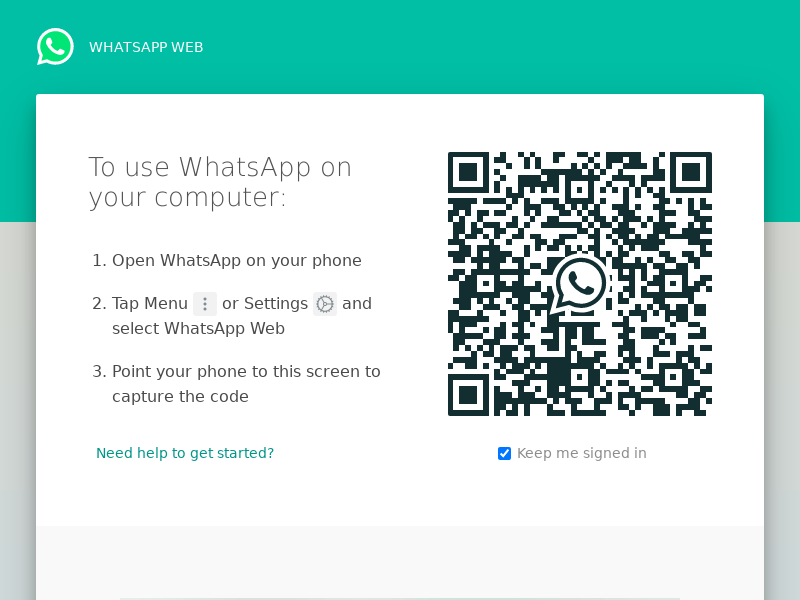 WHATSAPP WEB
To use WhatsApp on
your computer:
1. Open WhatsApp on your phone
2. Tap Menu or Settings and
select WhatsApp Web
3. Point your phone to this screen to
capture the code
Need help to get started?
Keep me signed in